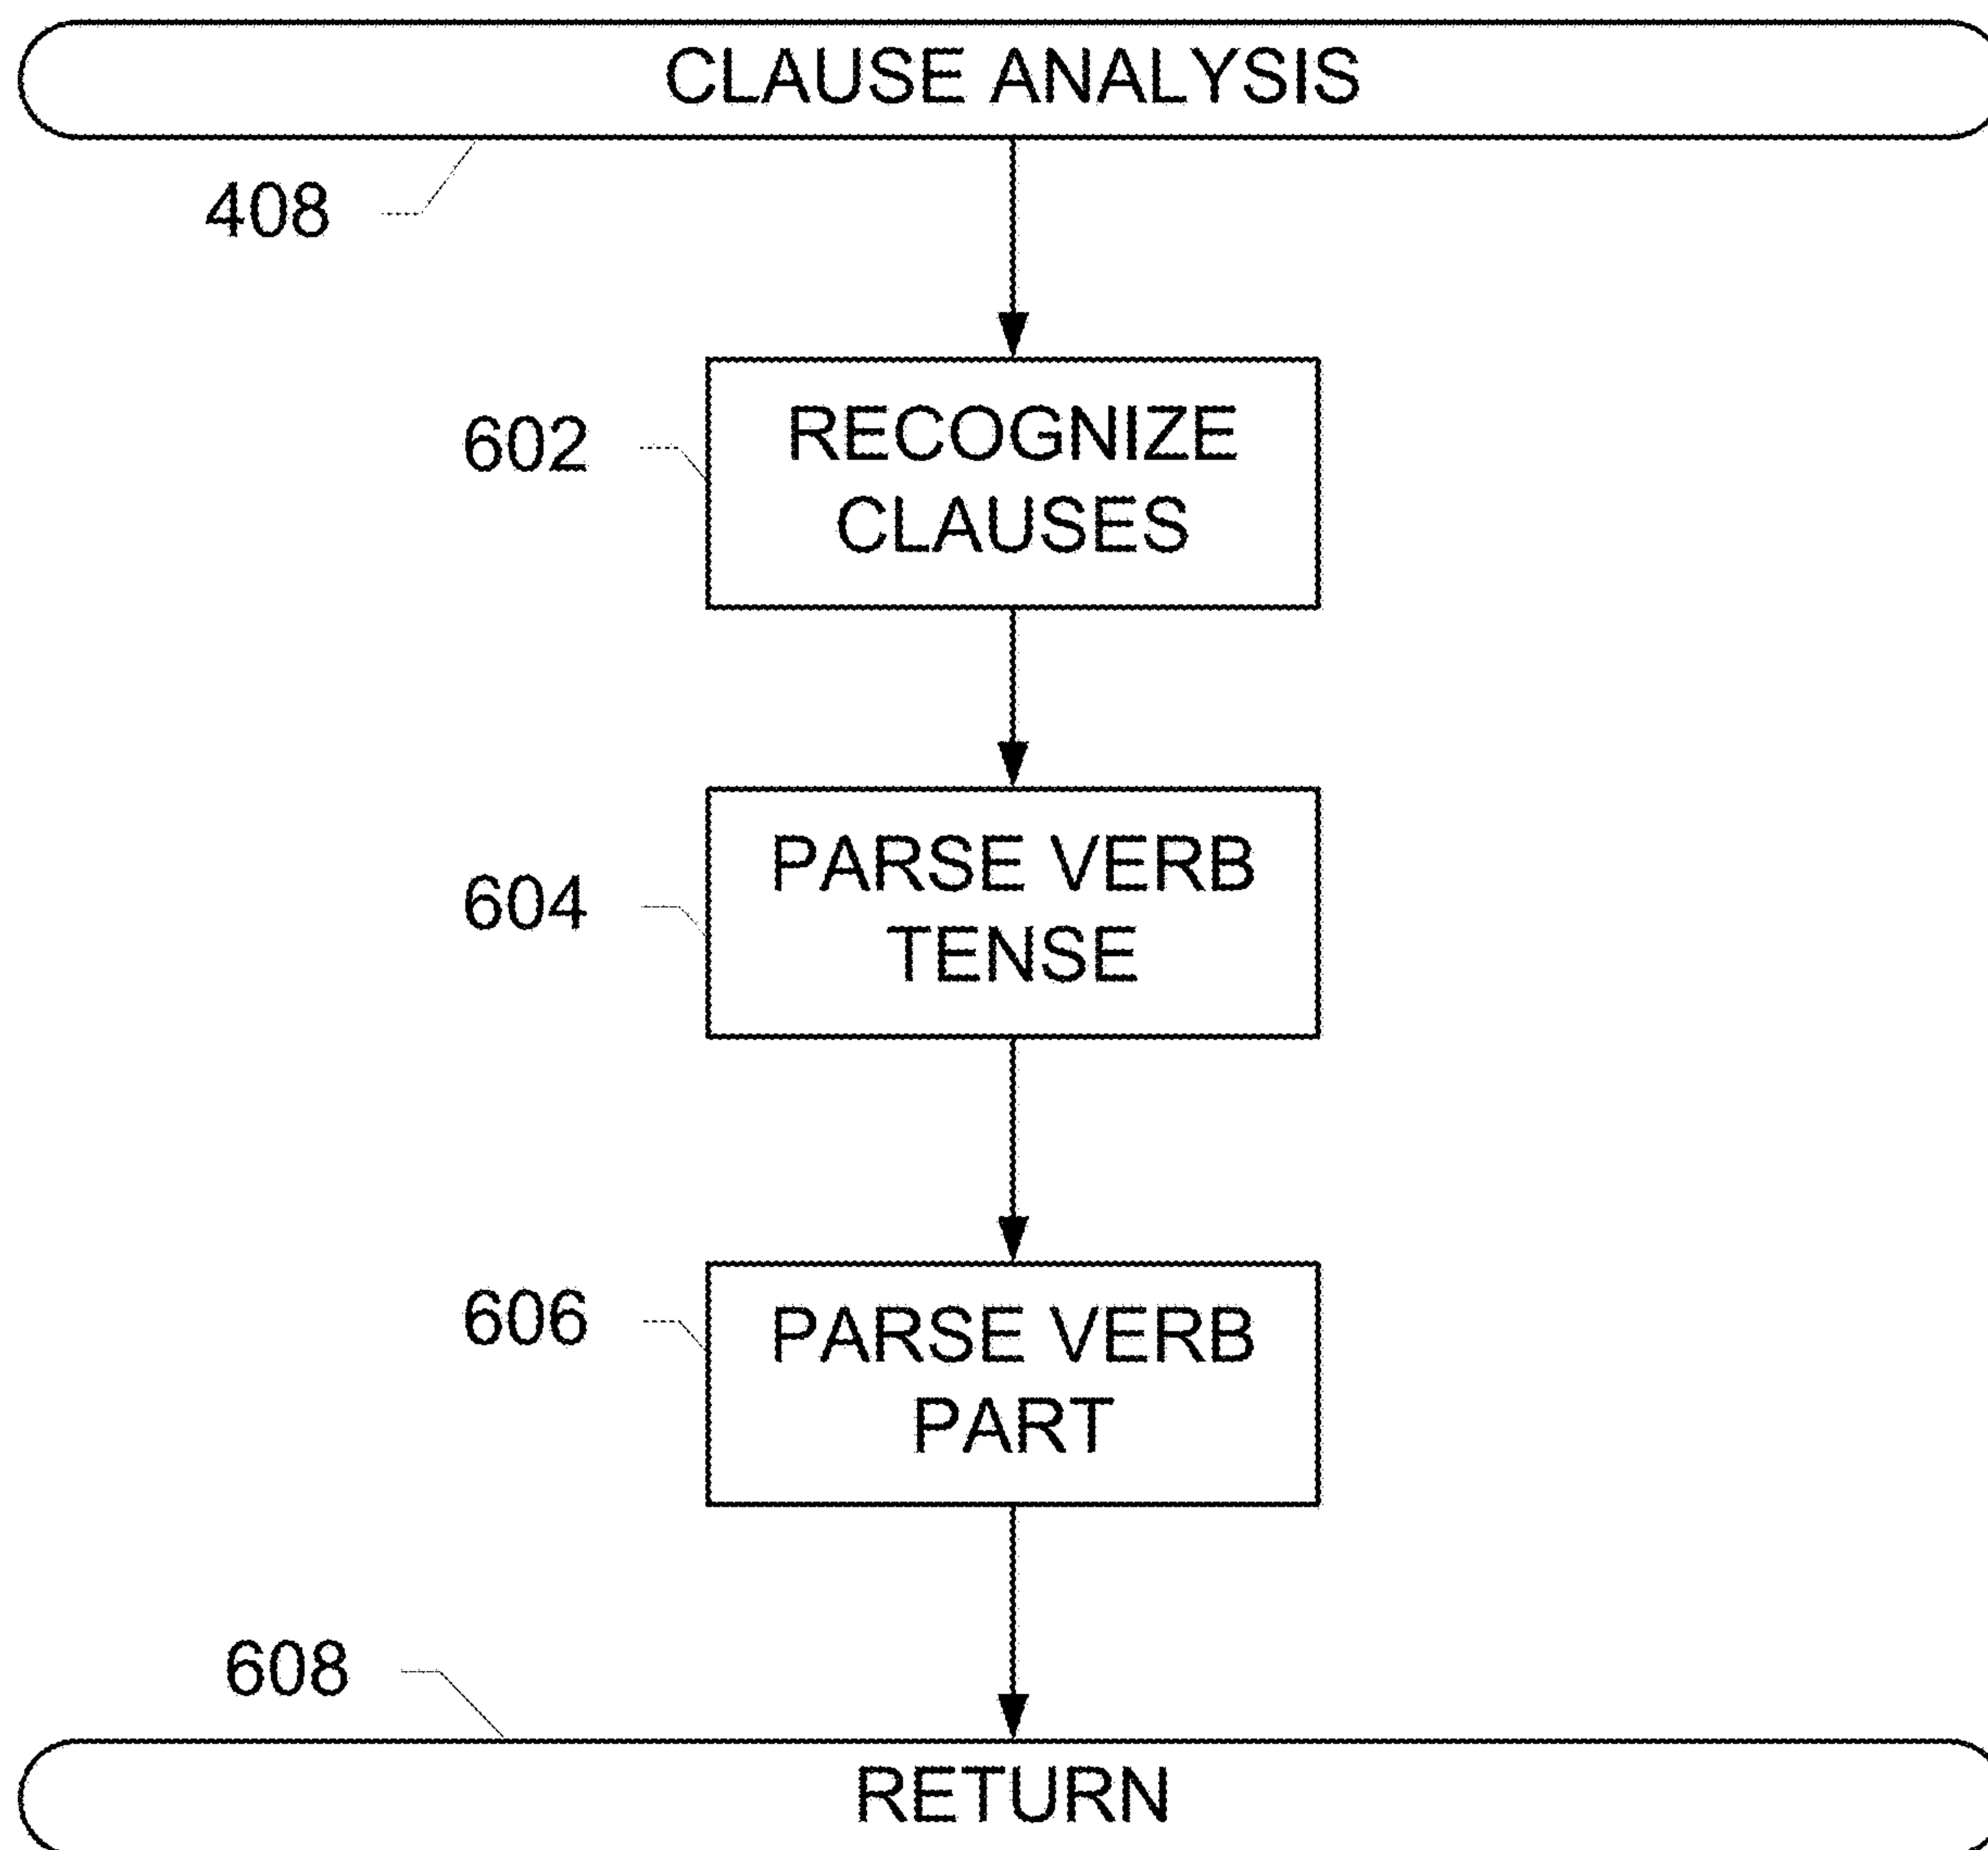 CLAUSE ANALYSIS
408
602
RECOGNIZE
CLAUSES
604
PARSE VERB
TENSE
606
PARSE VERB
PART
608
RETURN